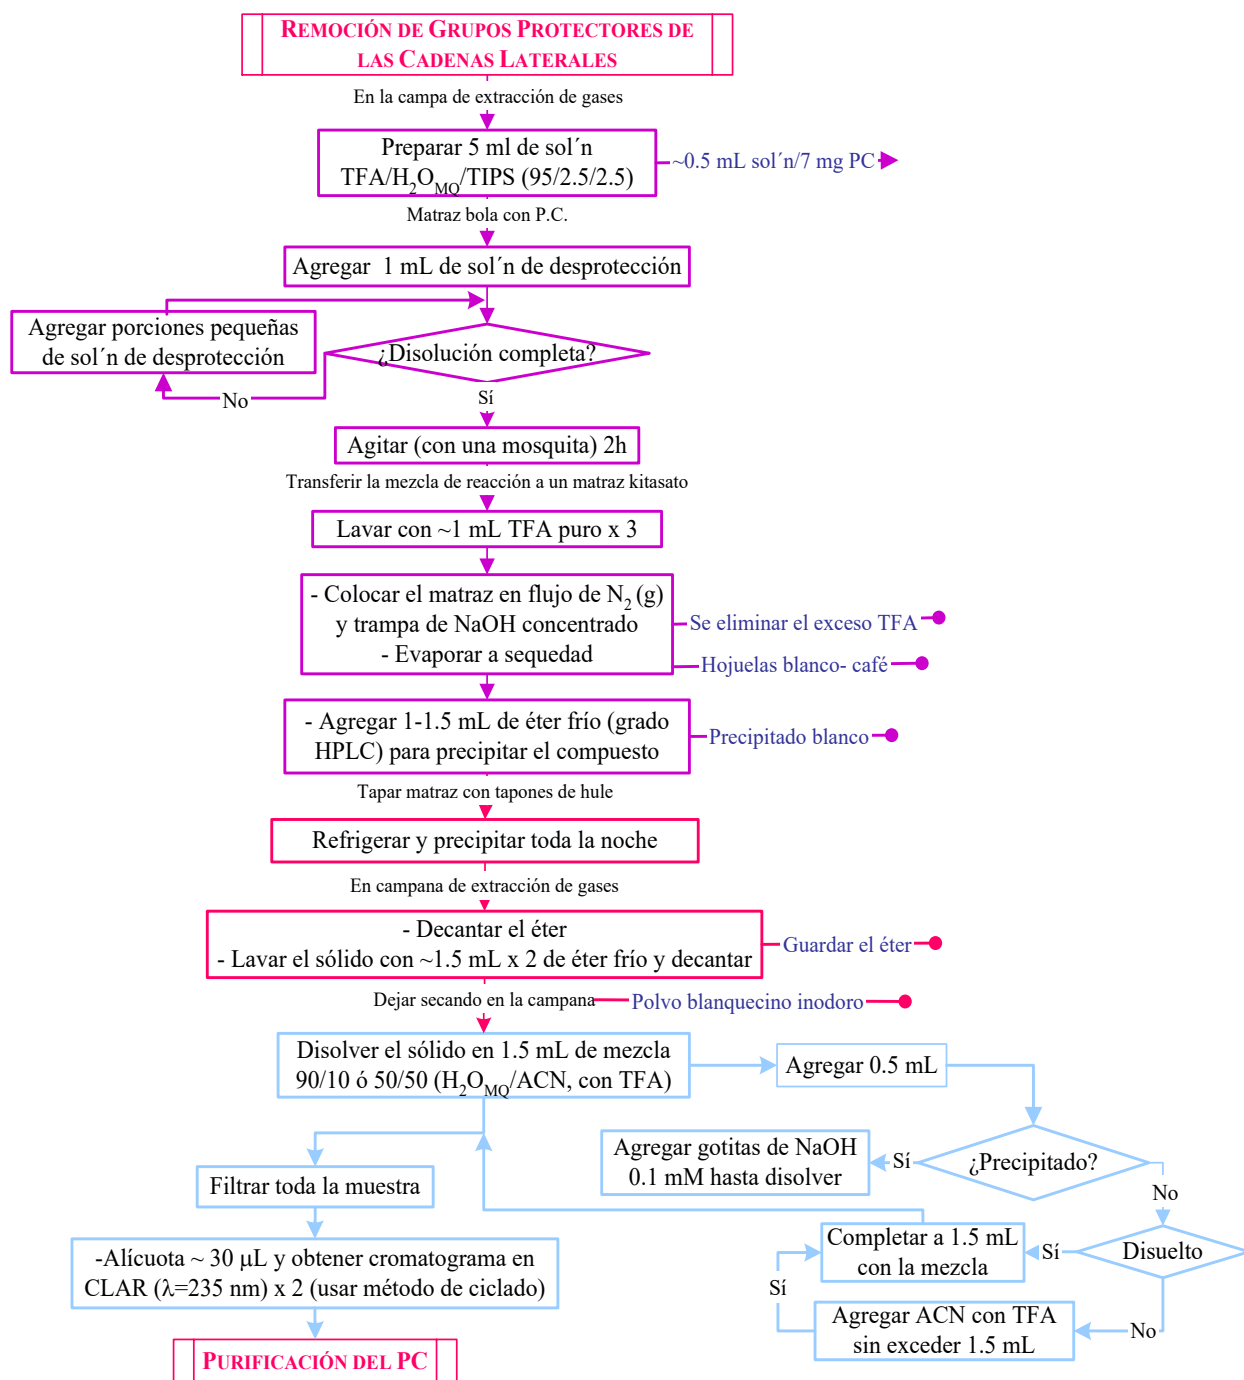 REMOCIÓN DE GRUPOS PROTECTORES DE
LAS CADENAS LATERALES
En la campa de extracción de gases
Preparar 5 ml de sol´n
TFA/H2OMQ/TIPS (95/2.5/2.5)
~0.5 mL sol´n/7 mg PC
Matraz bola con P.C.
Agregar 1 mL de sol´n de desprotección
Agregar porciones pequeñas
de sol´n de desprotección
¿Disolución completa?
No
Sí
Agitar (con una mosquita) 2h
Transferir la mezcla de reacción a un matraz kitasato
Lavar con ~1 mL TFA puro x 3
- Colocar el matraz en flujo de N2 (g)
y trampa de NaOH concentrado
- Evaporar a sequedad
Se eliminar el exceso TFA
Hojuelas blanco- café
- Agregar 1-1.5 mL de éter frío (grado
HPLC) para precipitar el compuesto
Precipitado blanco
Tapar matraz con tapones de hule
Refrigerar y precipitar toda la noche
En campana de extracción de gases
- Decantar el éter
- Lavar el sólido con ~1.5 mL x 2 de éter frío y decantar
Guardar el éter
Dejar secando en la campana
Polvo blanquecino inodoro
Disolver el sólido en 1.5 mL de mezcla
90/10 ó 50/50 (H2OMQ/ACN, con TFA)
Agregar 0.5 mL
¿Precipitado?
Sí
Agregar gotitas de NaOH
0.1 mM hasta disolver
No
Disuelto
Sí
Completar a 1.5 mL
con la mezcla
No
Agregar ACN con TFA
sin exceder 1.5 mL
Sí
Filtrar toda la muestra
-Alícuota ~ 30 μL y obtener cromatograma en
CLAR (λ=235 nm) x 2 (usar método de ciclado)
PURIFICACIÓN DEL PC